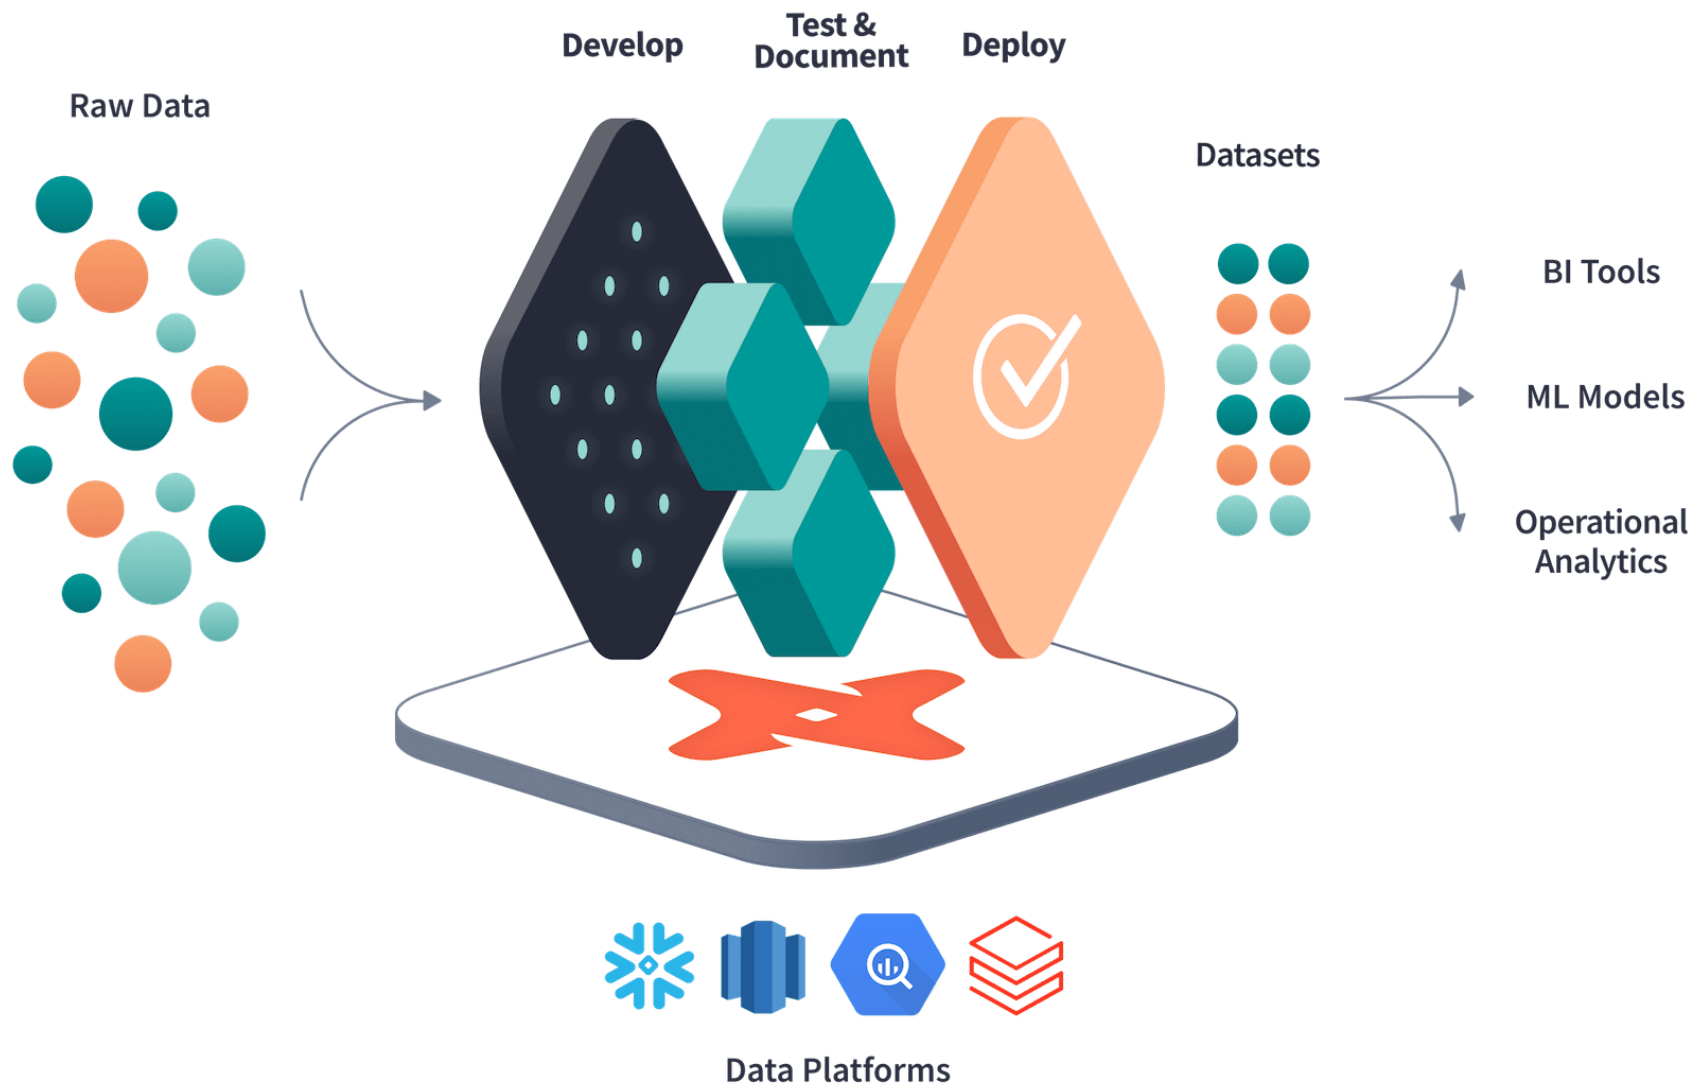 Raw Data
Develop
Test &
Document
Deploy
Datasets
BI Tools
ML Models
Operational
Analytics
Data Platforms